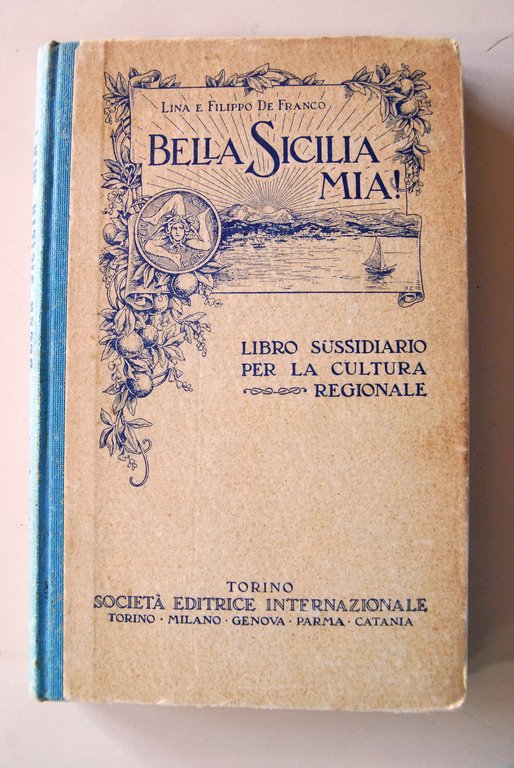 LINA E FILIPPO DE FRANCO
BELLA SICILIA
MIA!
LIBRO SUSSIDIARIO
PER LA CULTURA
REGIONALE
TORINO
SOCIETÀ EDITRICE INTERNAZIONALE
TORINO · MILANO · GENOVA · PARMA · CATANIA